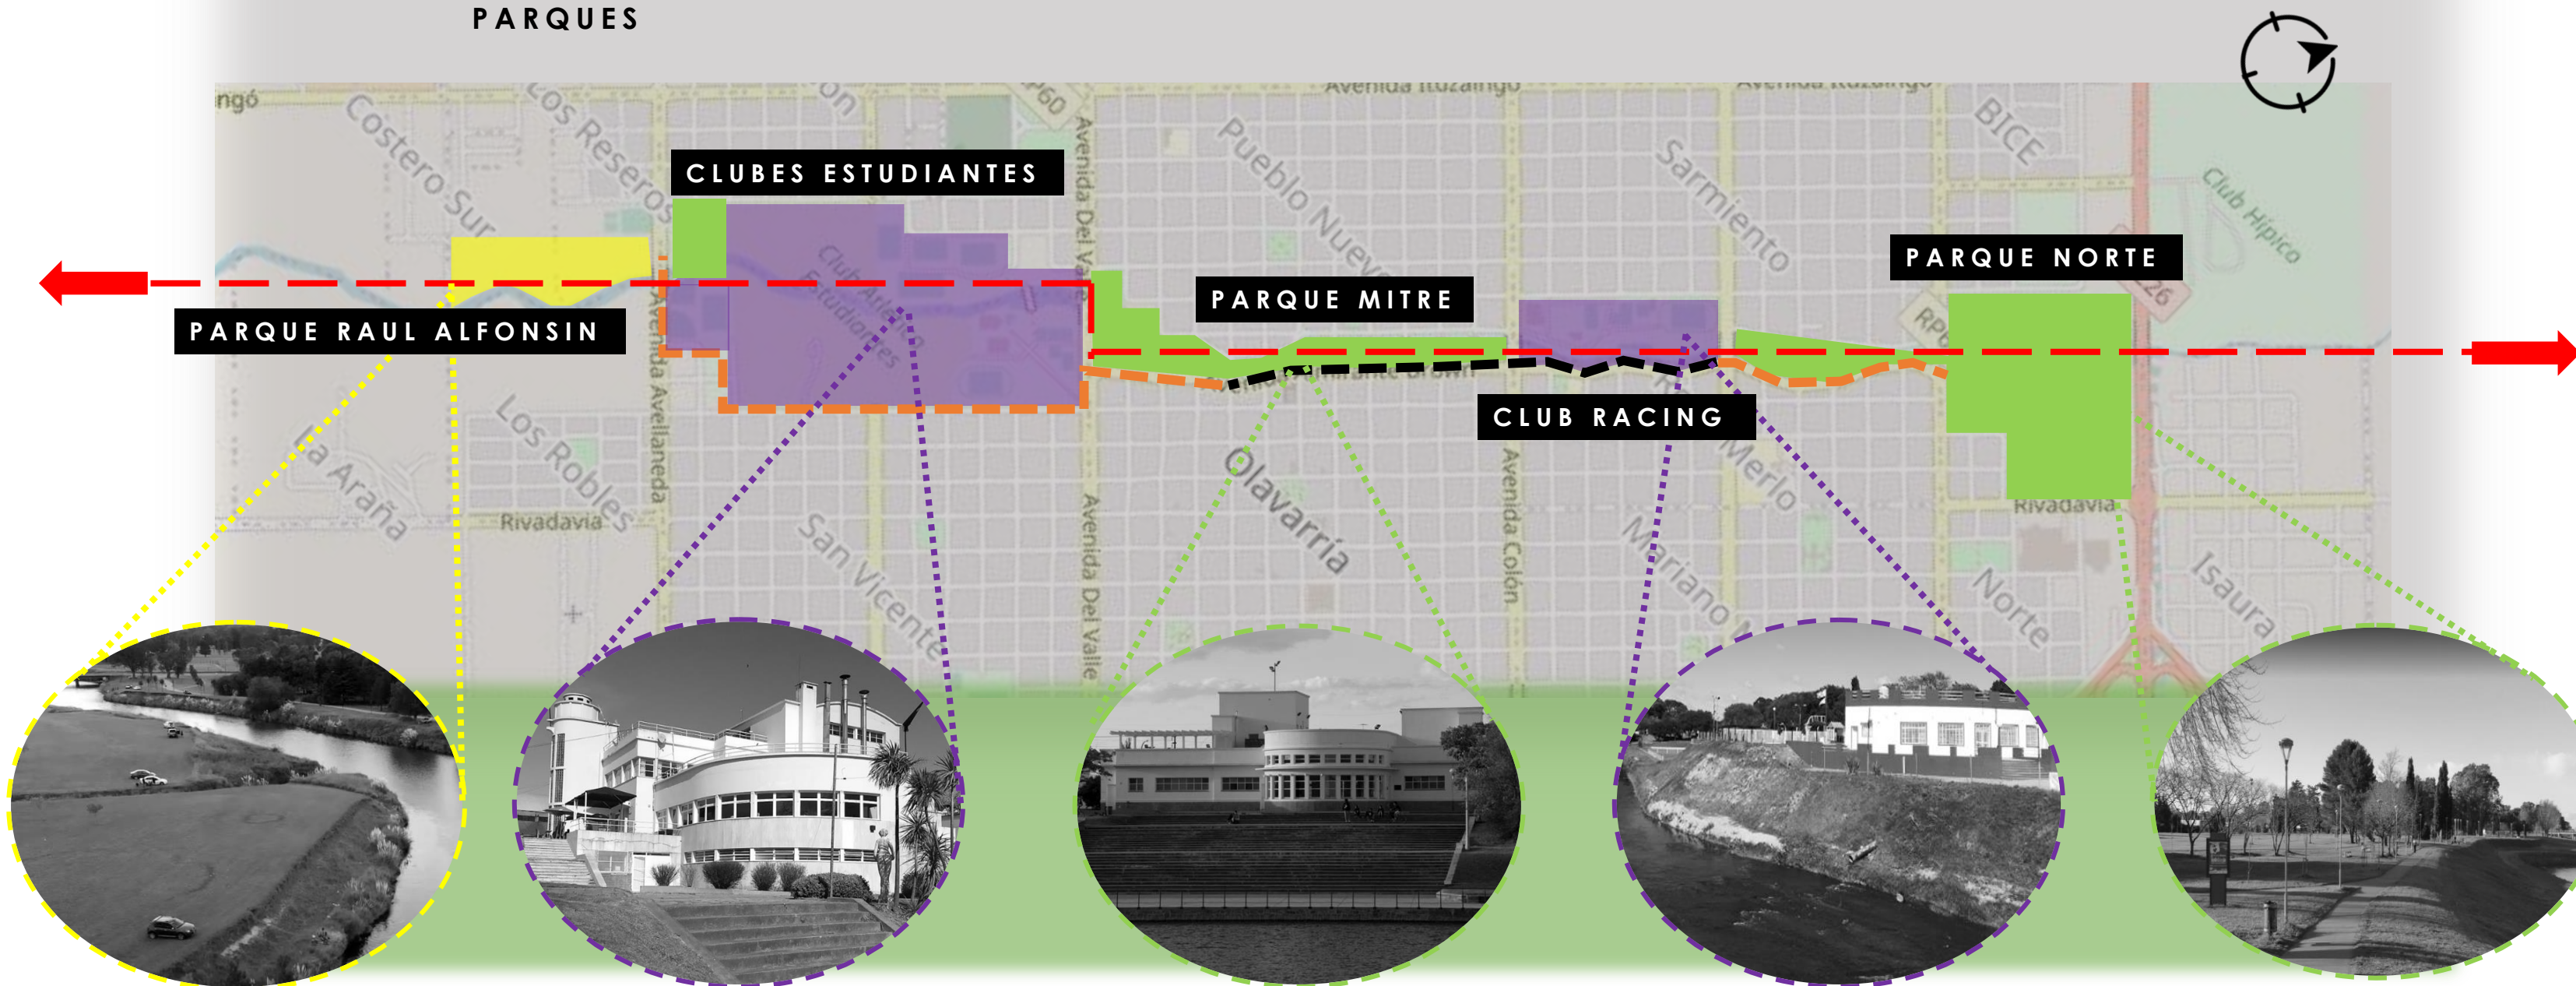 PARQUES
ngó
Avenida Ituzaingó
Avenida Ituzaingó
Costero Sur
Los Reseros
Pueblo Nuevo
Sarmiento
BICE
Club Hípico
CLUBES ESTUDIANTES
Avenida Del Valle
PARQUE NORTE
PARQUE MITRE
PARQUE RAUL ALFONSIN
Club Atlético
Estudiantes
Avenida Avellaneda
CLUB RACING
La Araña
Los Robles
Rivadavia
San Vicente
Avenida Del Valle
Olavarría
Avenida Colón
Mariano M
Merlo
Rivadavia
Norte
Isaura